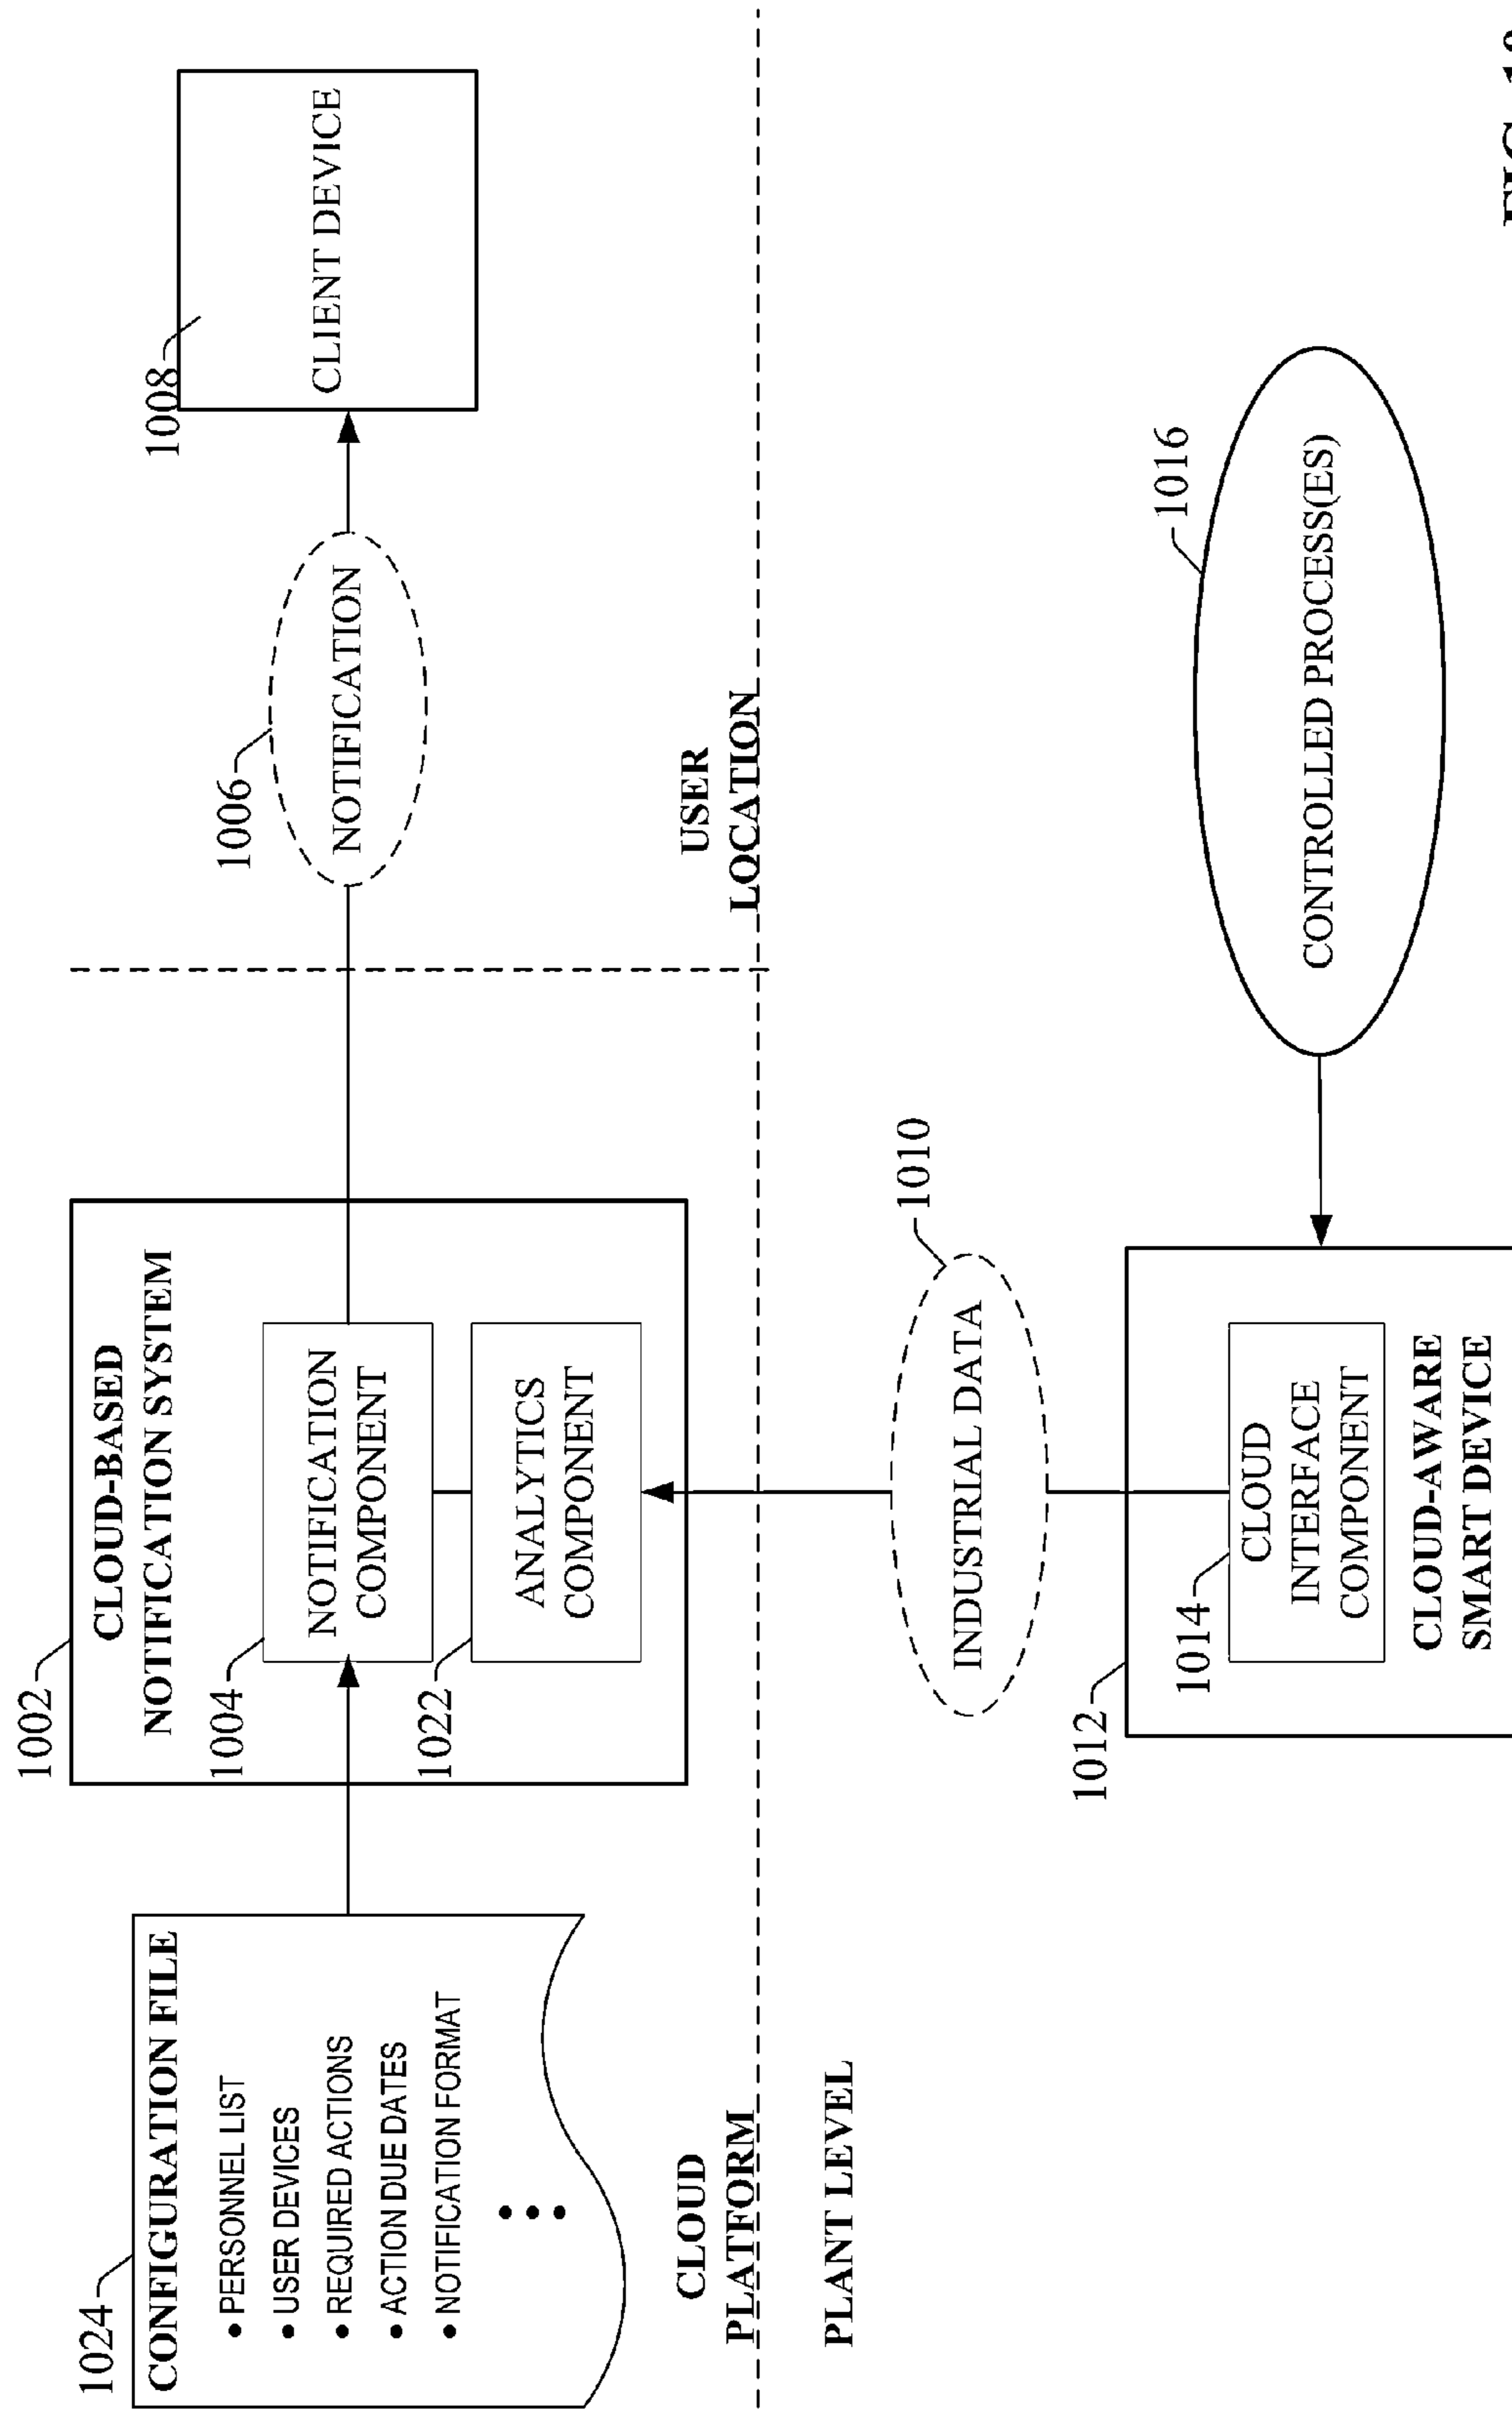 1024
CONFIGURATION FILE
• PERSONNEL LIST
• USER DEVICES
• REQUIRED ACTIONS
• ACTION DUE DATES
• NOTIFICATION FORMAT
1002
CLOUD-BASED
NOTIFICATION SYSTEM
1004
NOTIFICATION
COMPONENT
1022
ANALYTICS
COMPONENT
1006
NOTIFICATION
1008
CLIENT DEVICE
CLOUD
PLATFORM
USER
LOCATION
PLANT LEVEL
1010
INDUSTRIAL DATA
1012
1014
CLOUD
INTERFACE
COMPONENT
CLOUD-AWARE
SMART DEVICE
1016
CONTROLLED PROCESS(ES)